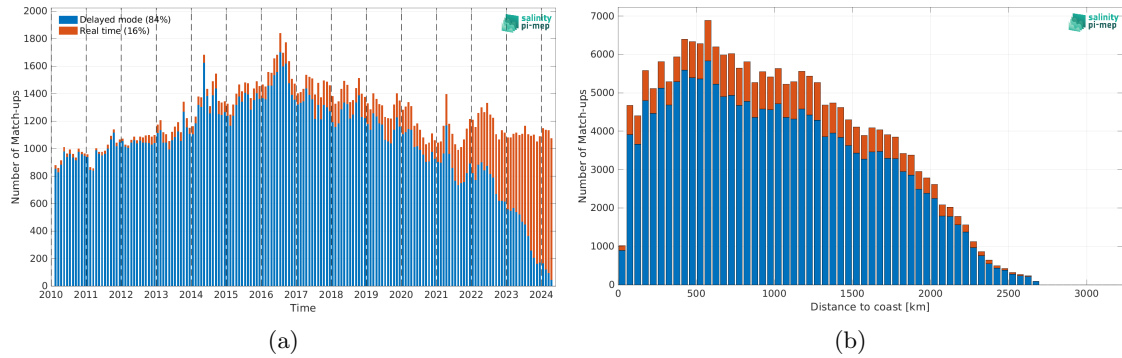 Delayed mode (84%)
Real time (16%)
salinity
pi-mep
Number of Match-ups
2000
1800
1600
1400
1200
1000
800
600
400
200
0
2010 2011 2012 2013 2014 2015 2016 2017 2018 2019 2020 2021 2022 2023 2024
Time
(a)
salinity
pi-mep
Number of Match-ups
7000
6000
5000
4000
3000
2000
1000
0
0 500 1000 1500 2000 2500 3000
Distance to coast [km]
(b)